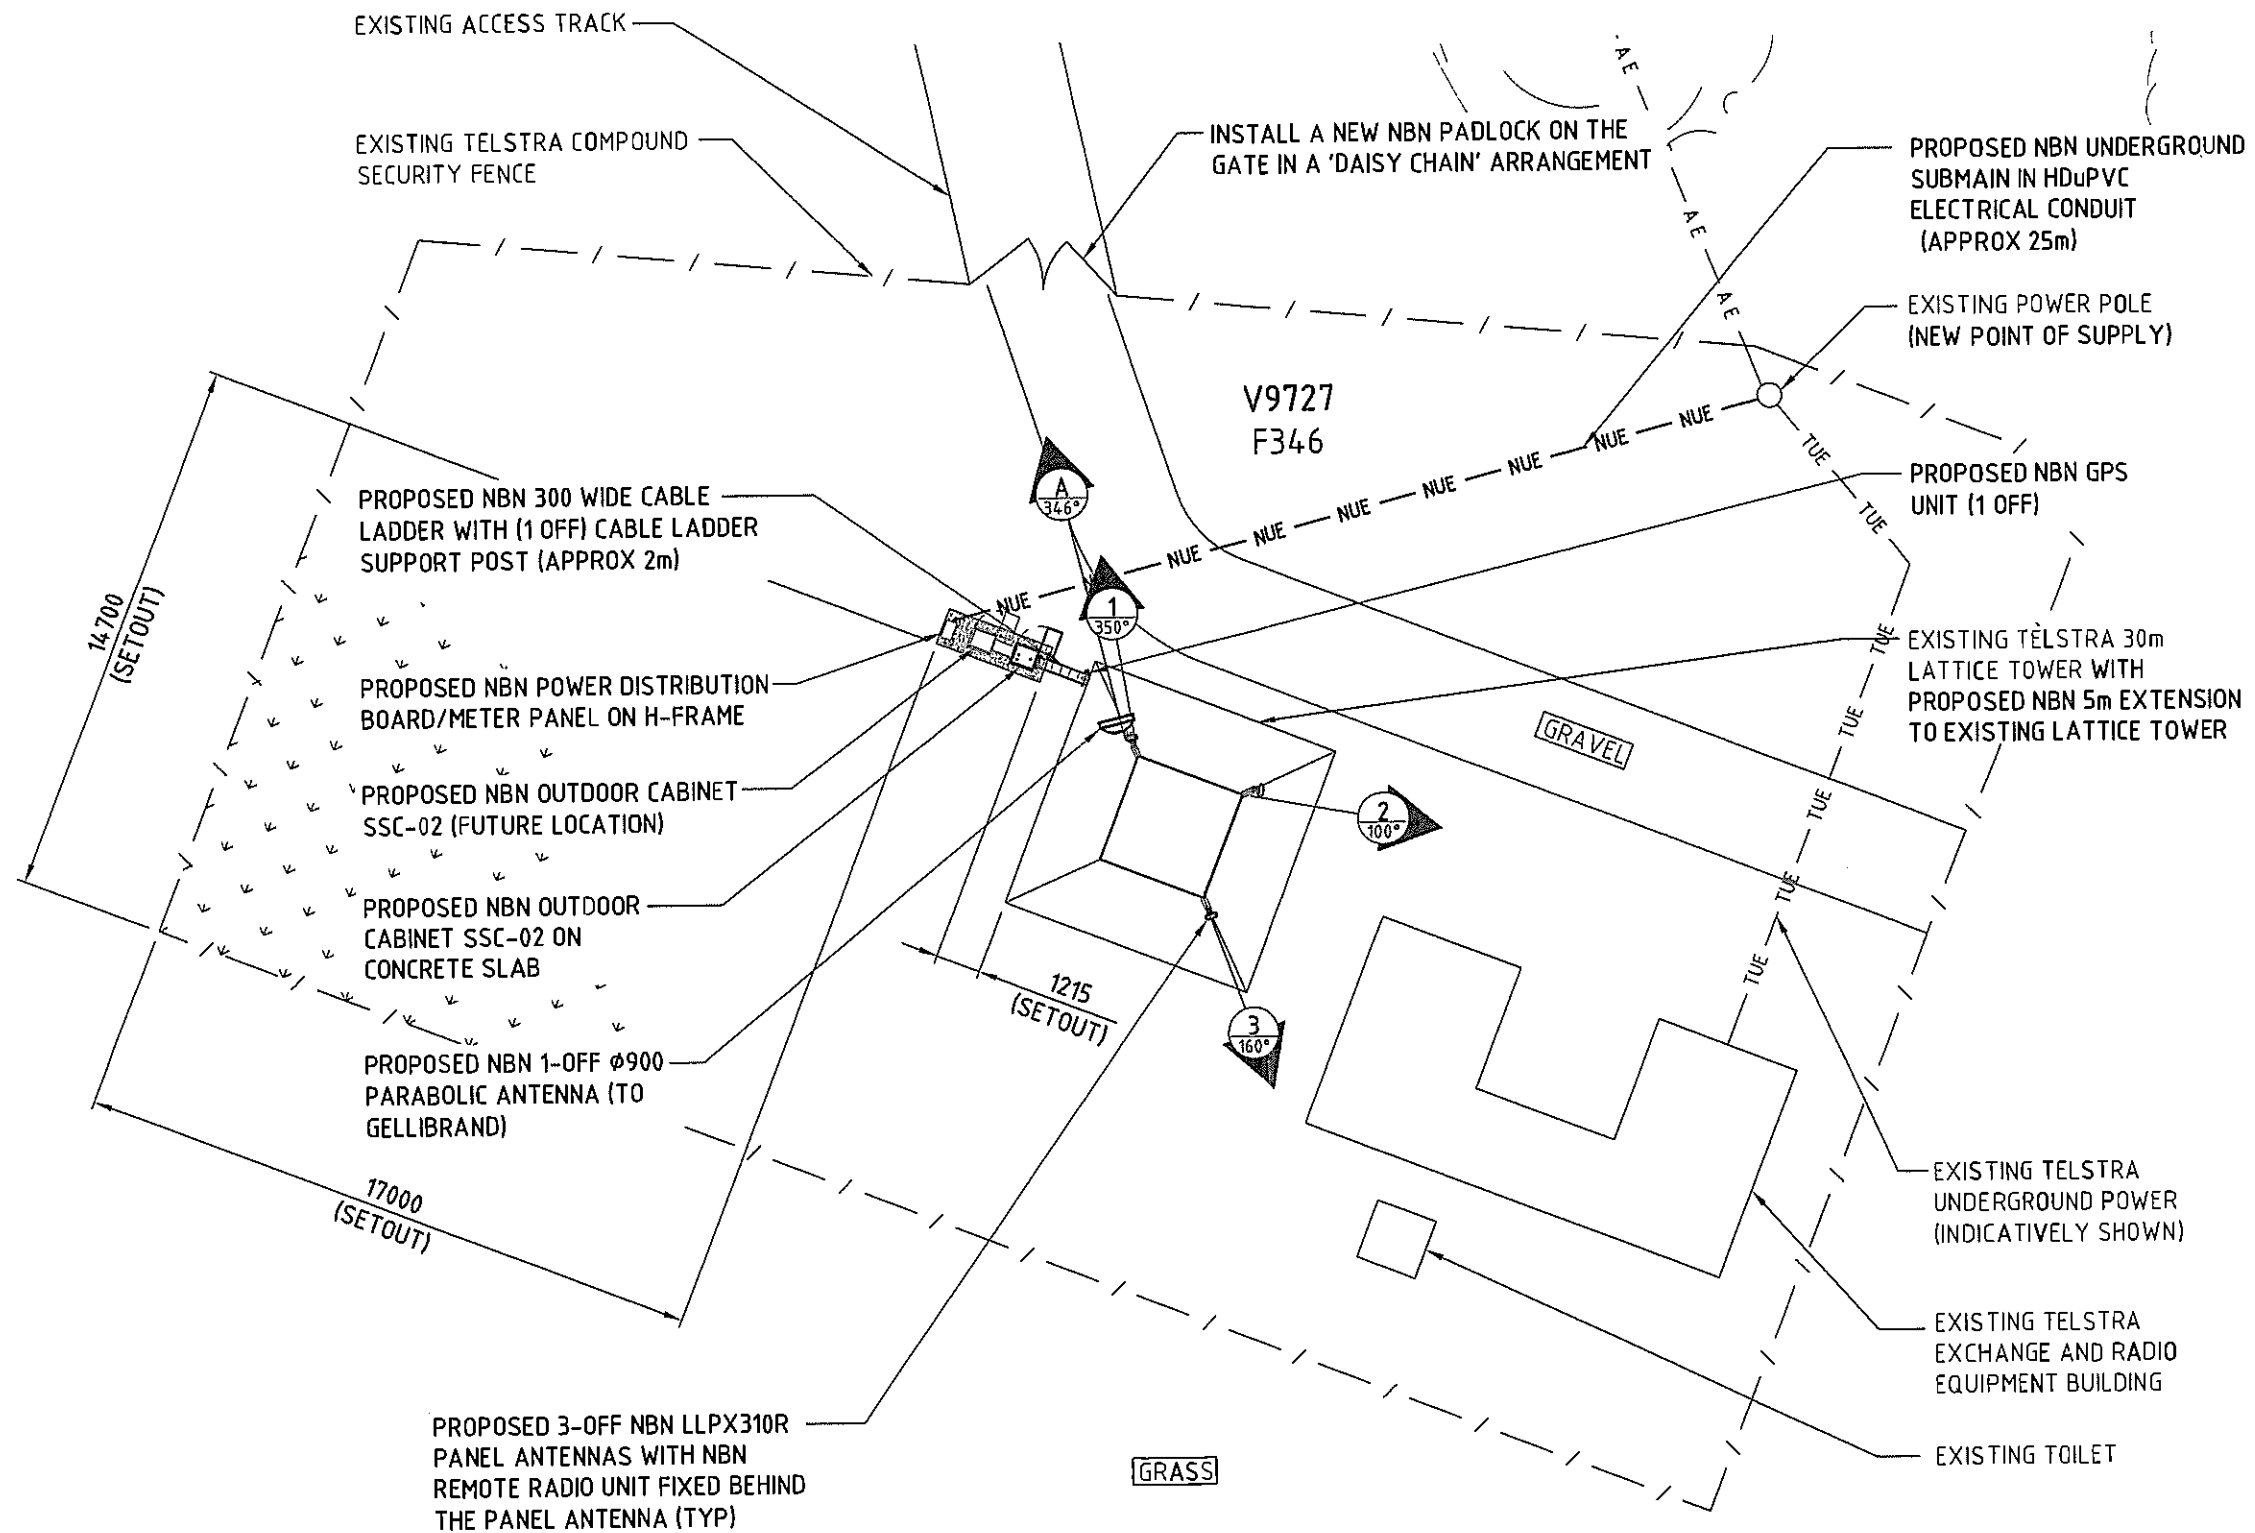 EXISTING ACCESS TRACK
EXISTING TELSTRA COMPOUND
SECURITY FENCE
INSTALL A NEW NBN PADLOCK ON THE
GATE IN A 'DAISY CHAIN' ARRANGEMENT
AE
AE
AE
PROPOSED NBN UNDERGROUND
SUBMAIN IN HDuPVC
ELECTRICAL CONDUIT
(APPROX 25m)
EXISTING POWER POLE
(NEW POINT OF SUPPLY)
V9727
F346
PROPOSED NBN GPS
UNIT (1 OFF)
PROPOSED NBN 300 WIDE CABLE
LADDER WITH (1 OFF) CABLE LADDER
SUPPORT POST (APPROX 2m)
A
346°
1
350°
NUE
NUE
NUE
NUE
NUE
NUE
NUE
NUE
TUE
TUE
TUE
TUE
TUE
TUE
TUE
TUE
14700
(SETOUT)
EXISTING TELSTRA 30m
LATTICE TOWER WITH
PROPOSED NBN 5m EXTENSION
TO EXISTING LATTICE TOWER
PROPOSED NBN POWER DISTRIBUTION
BOARD/METER PANEL ON H-FRAME
GRAVEL
PROPOSED NBN OUTDOOR CABINET
SSC-02 (FUTURE LOCATION)
2
100°
PROPOSED NBN OUTDOOR
CABINET SSC-02 ON
CONCRETE SLAB
1215
(SETOUT)
3
160°
PROPOSED NBN 1-OFF Ø900
PARABOLIC ANTENNA (TO
GELLIBRAND)
17000
(SETOUT)
EXISTING TELSTRA
UNDERGROUND POWER
(INDICATIVELY SHOWN)
EXISTING TELSTRA
EXCHANGE AND RADIO
EQUIPMENT BUILDING
EXISTING TOILET
PROPOSED 3-OFF NBN LLPX310R
PANEL ANTENNAS WITH NBN
REMOTE RADIO UNIT FIXED BEHIND
THE PANEL ANTENNA (TYP)
GRASS